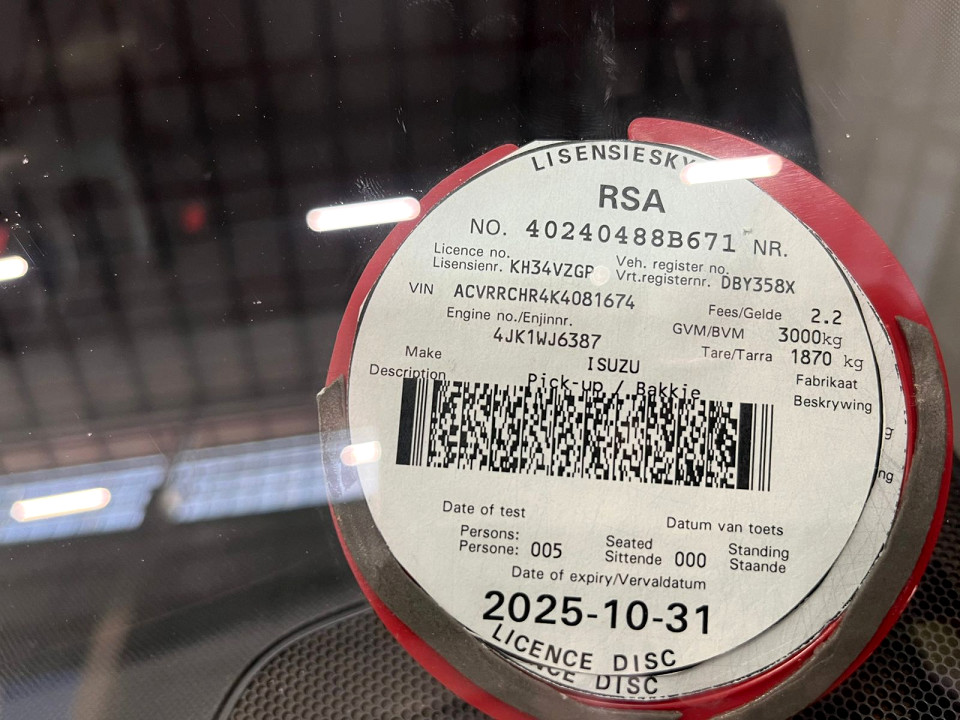 LISENSIESKY
RSA
NO. 40240488B671 NR.
Licence no. Veh. register no.
Lisensienr. KH34VZGP Vrt.registernr. DBY358X
VIN ACVRRCHR4K4081674 Fees/Gelde 2.2
Engine no./Enjinnr. GVM/BVM 3000kg
4JK1WJ6387 Tare/Tarra 1870 kg
Make ISUZU Fabrikaat
Description Pick-up / Bakkie Beskrywing
g
ng
Date of test Datum van toets
Persons: Seated Standing
Persone: 005 Sittende 000 Staande
Date of expiry/Vervaldatum
2025-10-31
LICENCE DISC
NCE DISC